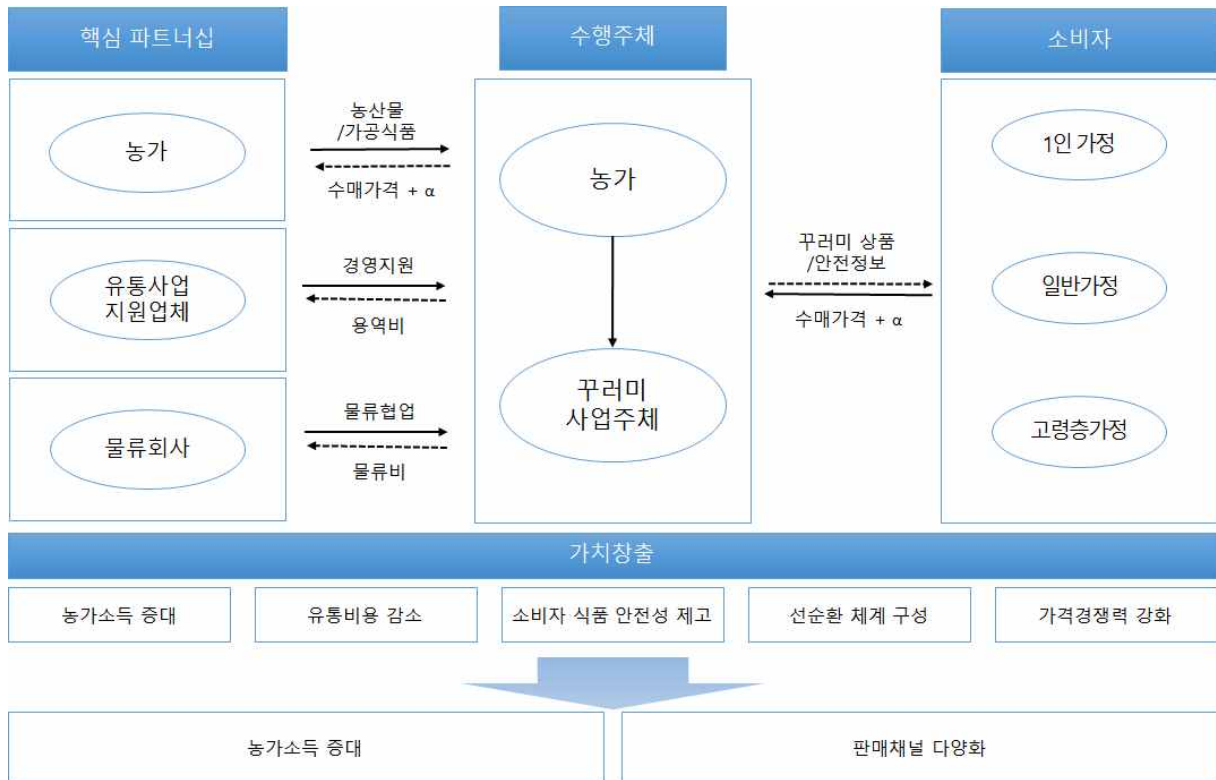 핵심 파트너십
수행주체
소비자
농가
농산물
/가공식품
수매가격 + α
유통사업
지원업체
경영지원
용역비
물류회사
물류협업
물류비
농가
꾸러미
사업주체
꾸러미 상품
/안전정보
수매가격 + α
1인 가정
일반가정
고령층가정
가치창출
농가소득 증대
유통비용 감소
소비자 식품 안전성 제고
선순환 체계 구성
가격경쟁력 강화
농가소득 증대
판매채널 다양화